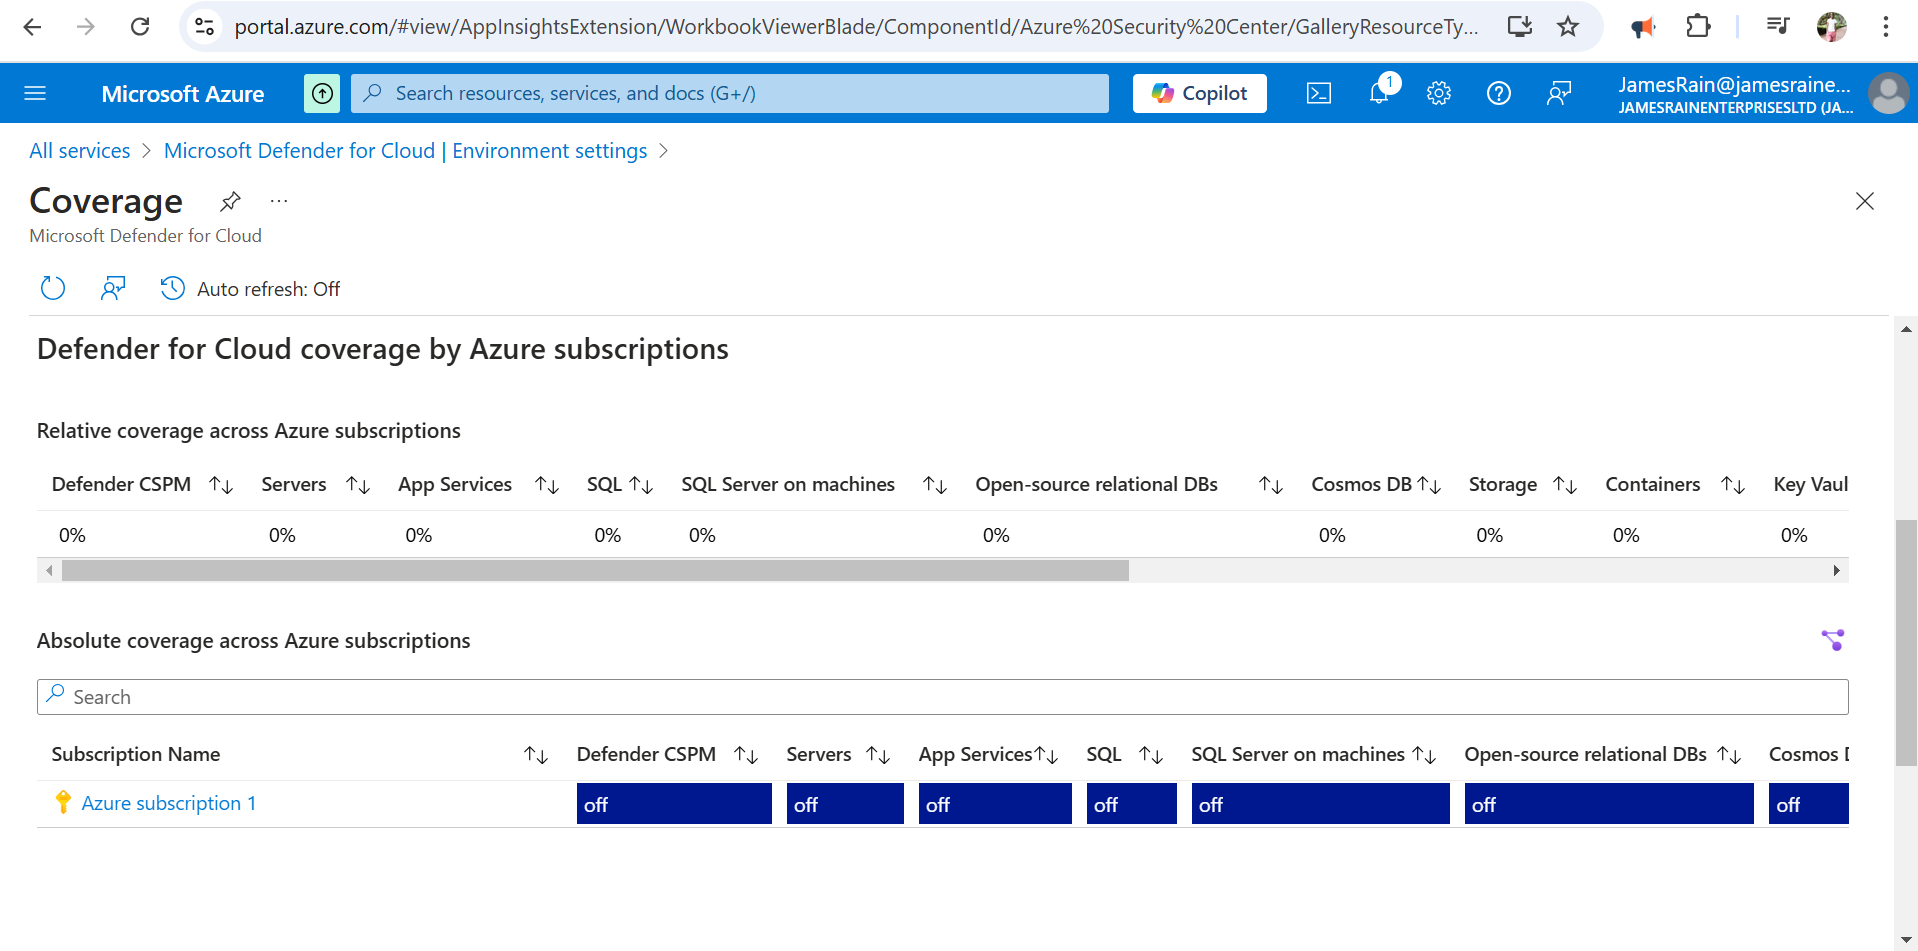 portal.azure.com/#view/AppInsightsExtension/WorkbookViewerBlade/ComponentId/Azure%20Security%20Center/GalleryResourceTy...
Microsoft Azure
Search resources, services, and docs (G+/)
Copilot
1
JamesRain@jamesraine...
JAMESRAINENTERPRISESLTD (JA...
All services > Microsoft Defender for Cloud | Environment settings >
Coverage
...
Microsoft Defender for Cloud
Auto refresh: Off
Defender for Cloud coverage by Azure subscriptions
Relative coverage across Azure subscriptions
Defender CSPM Servers App Services SQL SQL Server on machines Open-source relational DBs Cosmos DB Storage Containers Key Vaul
0% 0% 0% 0% 0% 0% 0% 0% 0% 0%
Absolute coverage across Azure subscriptions
Search
Subscription Name Defender CSPM Servers App Services SQL SQL Server on machines Open-source relational DBs Cosmos D
Azure subscription 1 off off off off off off off